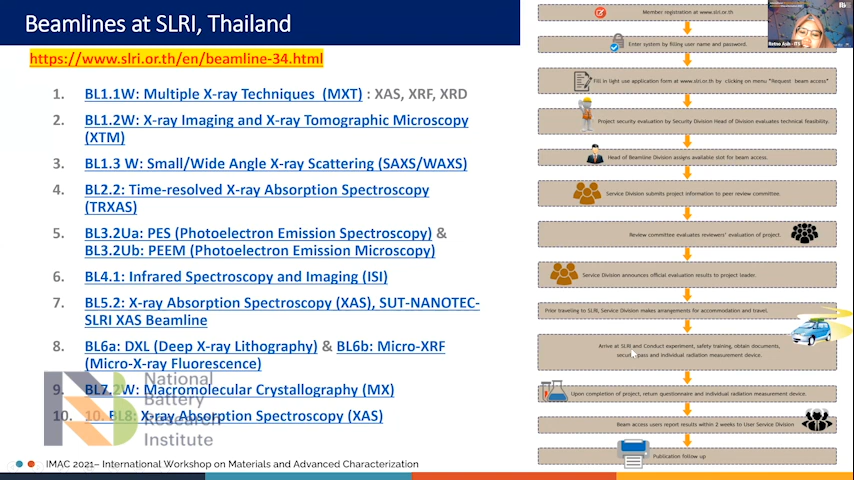 Beamlines at SLRI, Thailand
https://www.slri.or.th/en/beamline-34.html
1. BL1.1W: Multiple X-ray Techniques (MXT) : XAS, XRF, XRD
2. BL1.2W: X-ray Imaging and X-ray Tomographic Microscopy
(XTM)
3. BL1.3 W: Small/Wide Angle X-ray Scattering (SAXS/WAXS)
4. BL2.2: Time-resolved X-ray Absorption Spectroscopy
(TRXAS)
5. BL3.2Ua: PES (Photoelectron Emission Spectroscopy) &
BL3.2Ub: PEEM (Photoelectron Emission Microscopy)
6. BL4.1: Infrared Spectroscopy and Imaging (ISI)
7. BL5.2: X-ray Absorption Spectroscopy (XAS), SUT-NANOTEC-
SLRI XAS Beamline
8. BL6a: DXL (Deep X-ray Lithography) & BL6b: Micro-XRF
(Micro-X-ray Fluorescence)
9. BL7.2W: Macromolecular Crystallography (MX)
10. 10. BL8: X-ray Absorption Spectroscopy (XAS)
National
Battery
Research
Institute
IMAC 2021– International Workshop on Materials and Advanced Characterization
Member registration at www.slri.or.th
Enter system by filing user name and password.
Fill in light use application form at www.slri.or.th by clicking on menu "Request beam access"
Project security evaluation by Security Division Head of Division evaluates technical feasibility.
Head of Beamline Division assigns available slot for beam access.
Service Division submits project information to peer review committee.
Review committee evaluates reviewers' evaluation of project.
Service Division announces official evaluation results to project leader.
Prior traveling to SLRI, Service Division makes arrangements for accommodation and travel.
Arrive at SLRI and Conduct experiment, safety training, obtain documents,
security pass and individual radiation measurement device.
Upon completion of project, return questionnaire and individual radiation measurement device.
Beam access users report results within 2 weeks to User Service Division
Publication follow up